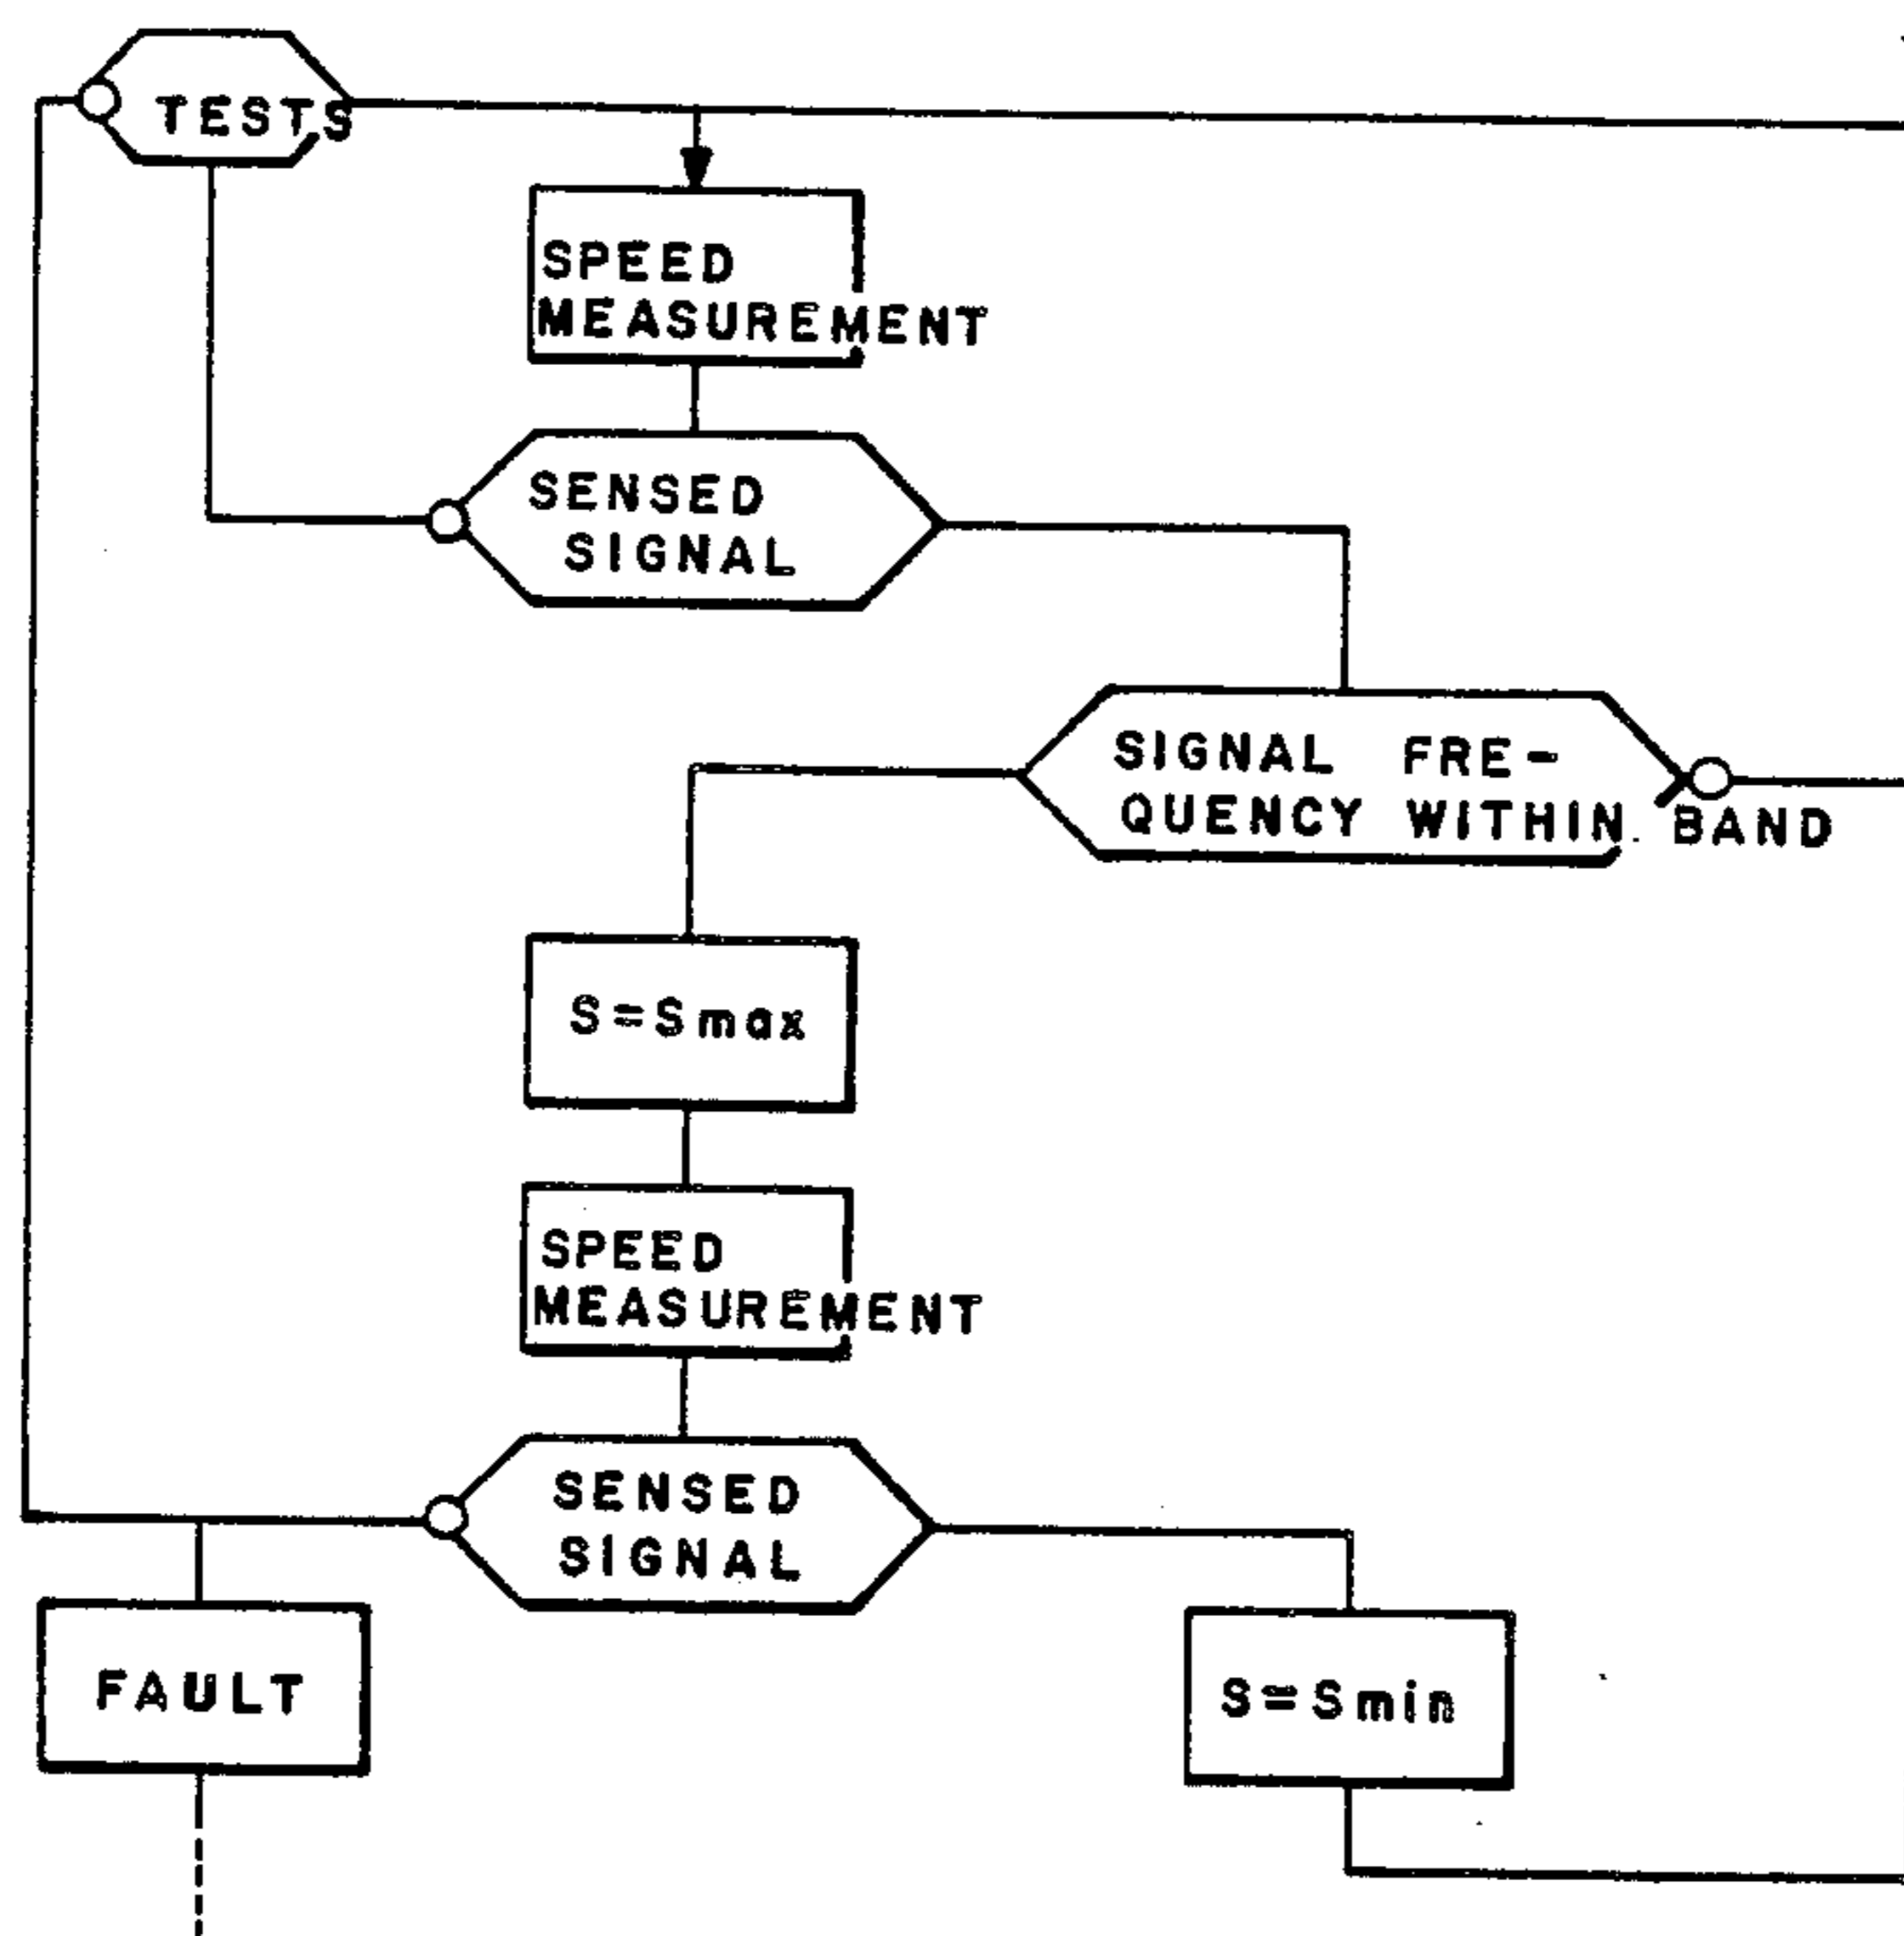 TESTS
SPEED
MEASUREMENT
SENSED
SIGNAL
SIGNAL FRE-
QUENCY WITHIN BAND
S=Smax
SPEED
MEASUREMENT
SENSED
SIGNAL
FAULT
S=Smin